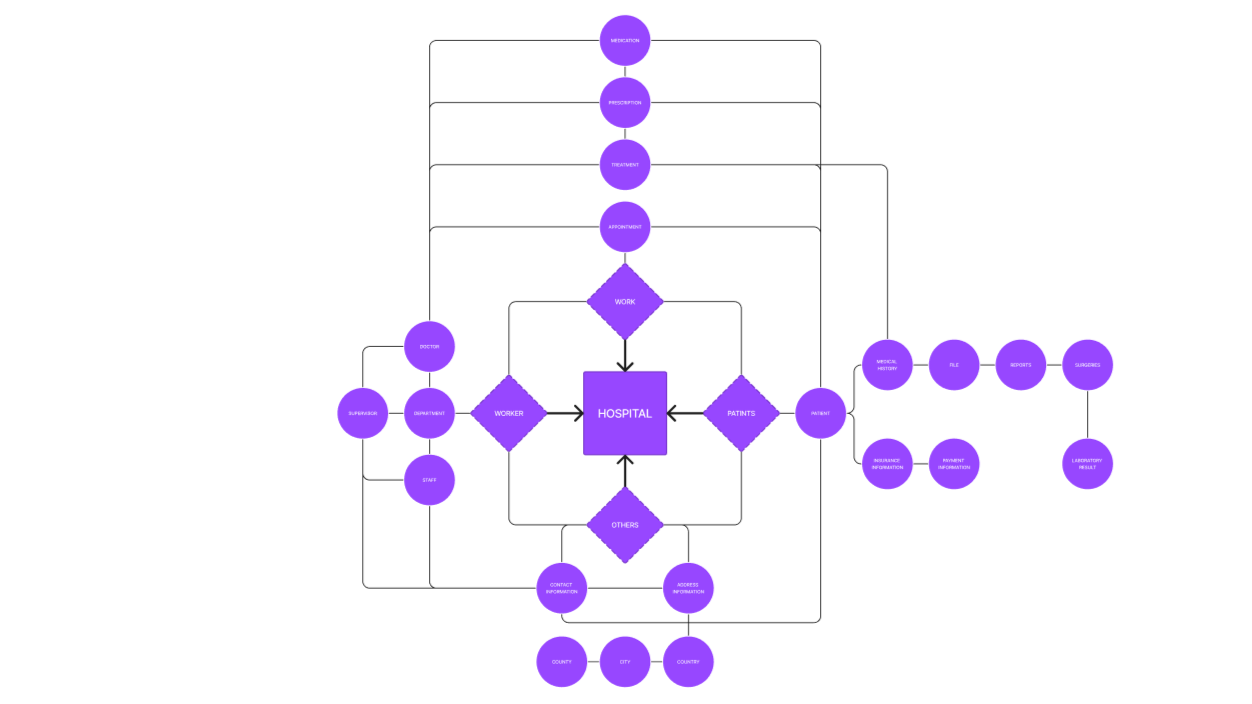 MEDICATION
PRESCRIPTION
TREATMENT
APPOINTMENT
WORK
DOCTOR
MEDICAL
HISTORY
FILE
REPORTS
SURGERIES
SUPERVISOR
DEPARTMENT
WORKER
HOSPITAL
PATINTS
PATIENT
INSURANCE
INFORMATION
PAYMENT
INFORMATION
LABORATORY
RESULT
STAFF
OTHERS
CONTACT
INFORMATION
ADDRESS
INFORMATION
COUNTY
CITY
COUNTRY